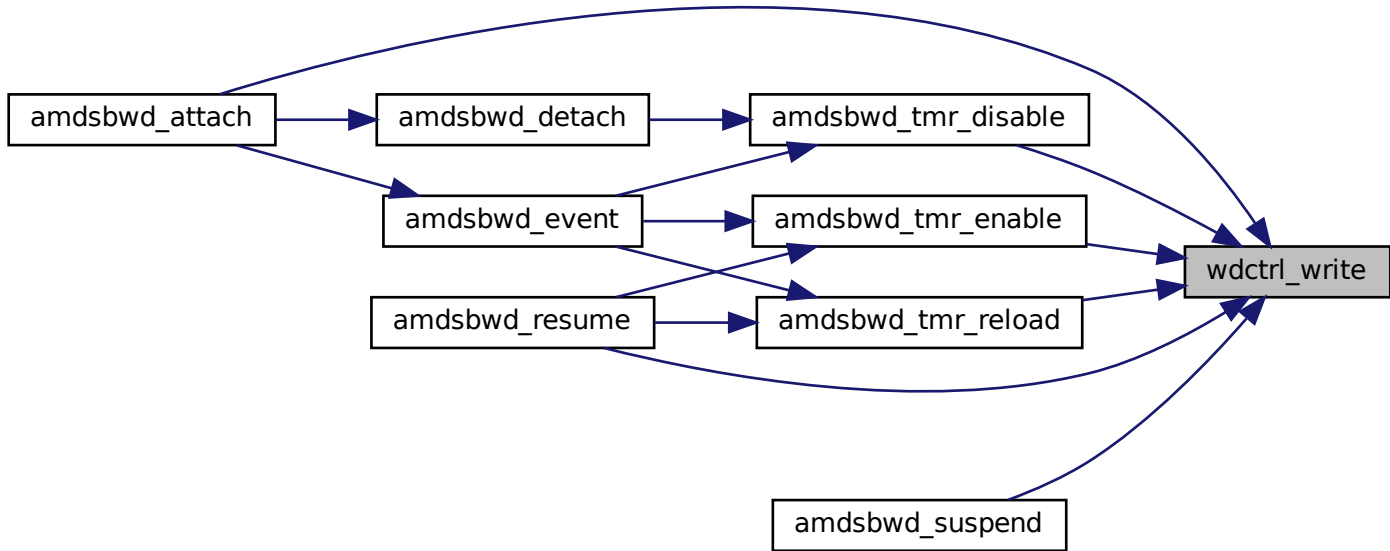 amdsbwd_attach
amdsbwd_detach
amdsbwd_tmr_disable
amdsbwd_event
amdsbwd_tmr_enable
wdctrl_write
amdsbwd_resume
amdsbwd_tmr_reload
amdsbwd_suspend